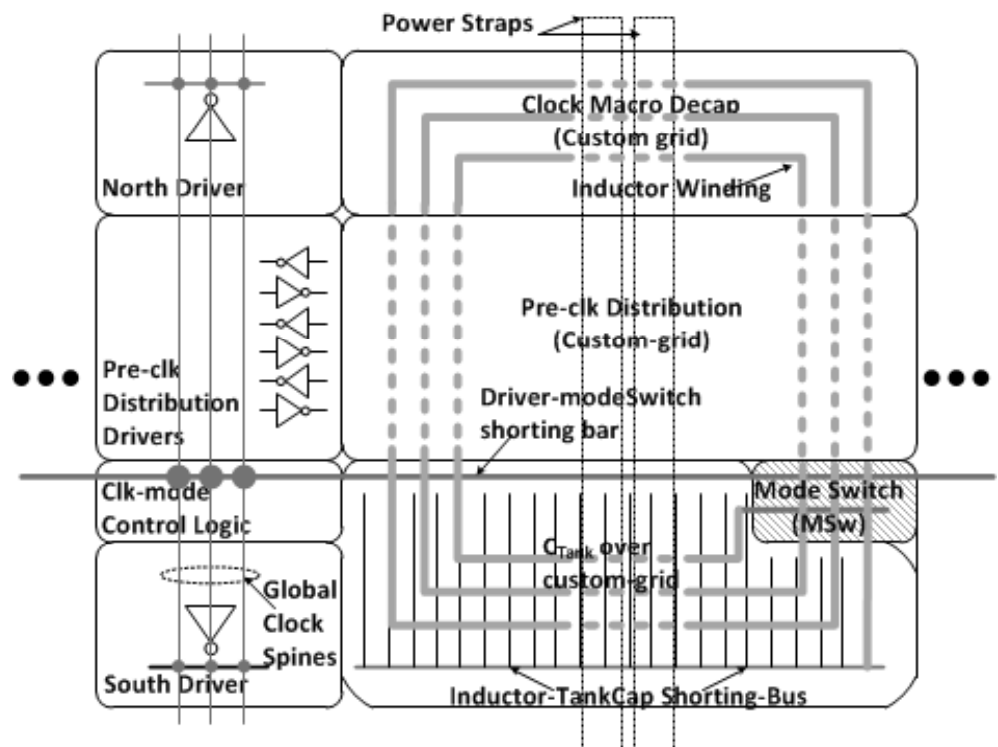 Power Straps
Clock Macro Decap
(Custom grid)
North Driver
Inductor Winding
Pre-clk Distribution
(Custom-grid)
Pre-clk
Distribution
Drivers
Driver-modeSwitch
shorting bar
Clk-mode
Control Logic
Mode Switch
(MSw)
CTank over
custom-grid
Global
Clock
Spines
South Driver
Inductor-TankCap Shorting-Bus